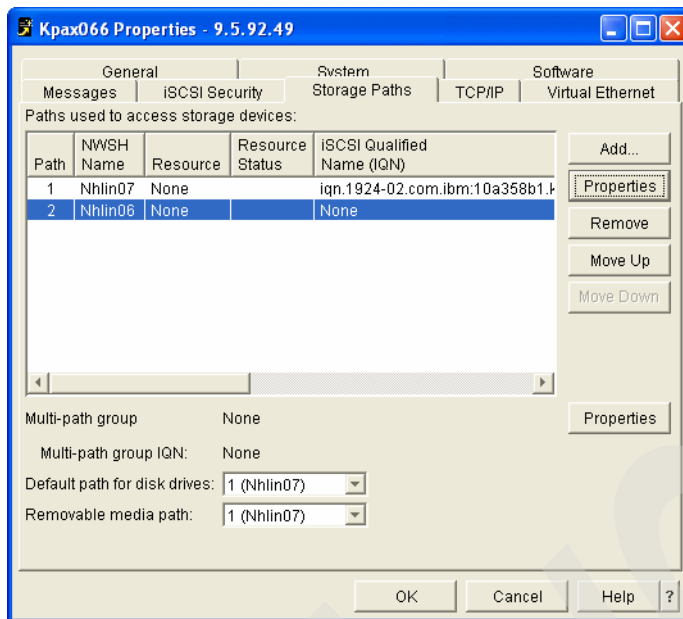 Kpax066 Properties - 9.5.92.49
General System Software
Messages iSCSI Security Storage Paths TCP/IP Virtual Ethernet
Paths used to access storage devices:
Path NWSH Name Resource Resource Status iSCSI Qualified Name (IQN)
1 Nhlin07 None iqn.1924-02.com.ibm:10a358b1.k
2 Nhlin06 None None
Add...
Properties
Remove
Move Up
Move Down
Multi-path group None Properties
Multi-path group IQN: None
Default path for disk drives: 1 (Nhlin07)
Removable media path: 1 (Nhlin07)
OK Cancel Help ?